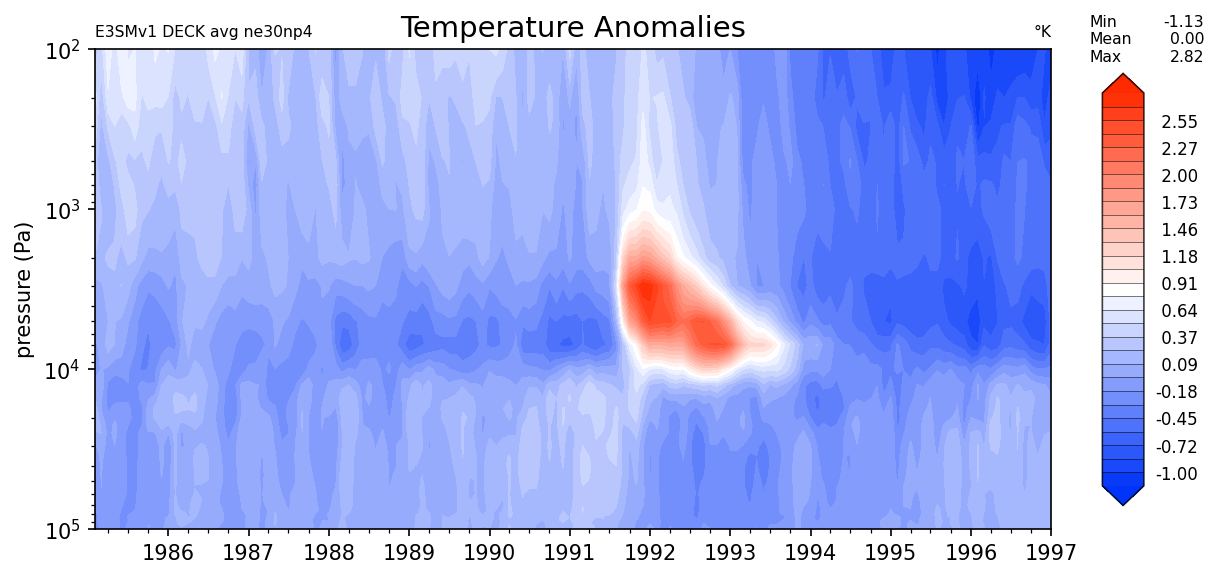 Temperature Anomalies
E3SMv1 DECK avg ne30np4
°K
Min -1.13
Mean 0.00
Max 2.82
10²
10³
10⁴
10⁵
pressure (Pa)
1986 1987 1988 1989 1990 1991 1992 1993 1994 1995 1996 1997
2.55
2.27
2.00
1.73
1.46
1.18
0.91
0.64
0.37
0.09
-0.18
-0.45
-0.72
-1.00